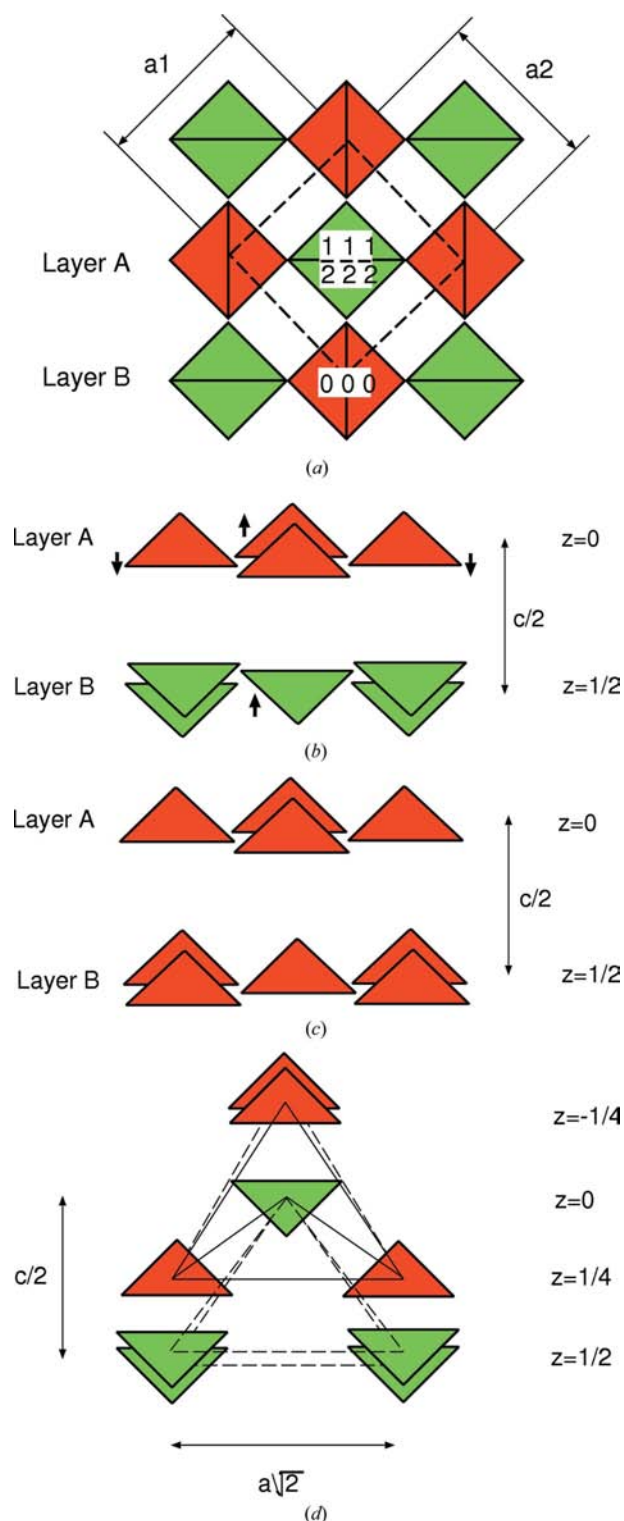 a1
a2
Layer A
1 1 1
2 2 2
Layer B
0 0 0
(a)
Layer A
z=0
c/2
Layer B
z=1/2
(b)
Layer A
z=0
c/2
Layer B
z=1/2
(c)
z=-1/4
z=0
c/2
z=1/4
z=1/2
a√2
(d)